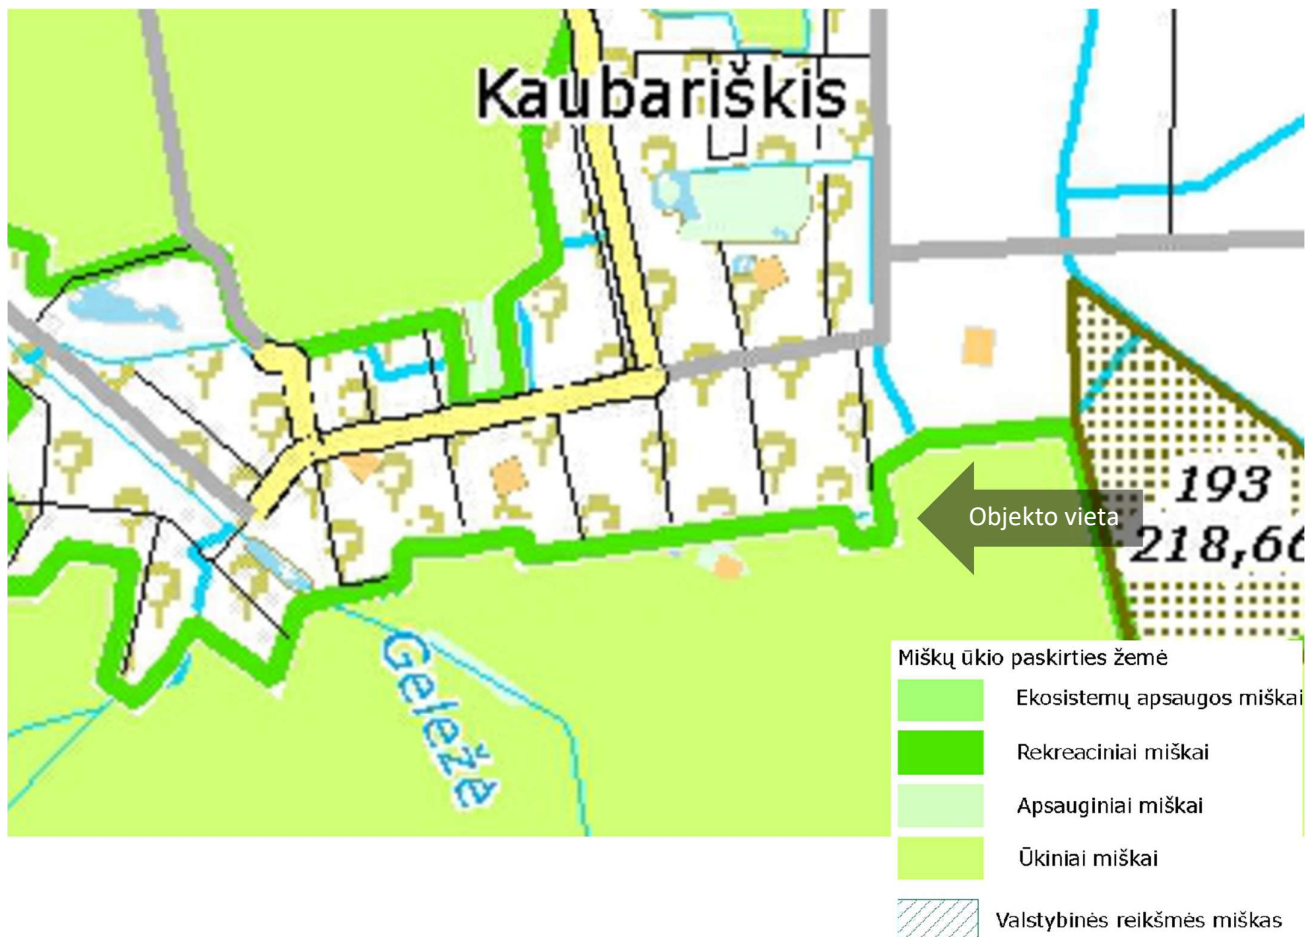 Kaubariškis
193
Objekto vieta
218,66
Geležė
Miškų ūkio paskirties žemė
Ekosistemų apsaugos miškai
Rekreaciniai miškai
Apsauginiai miškai
Ūkiniai miškai
Valstybinės reikšmės miškas